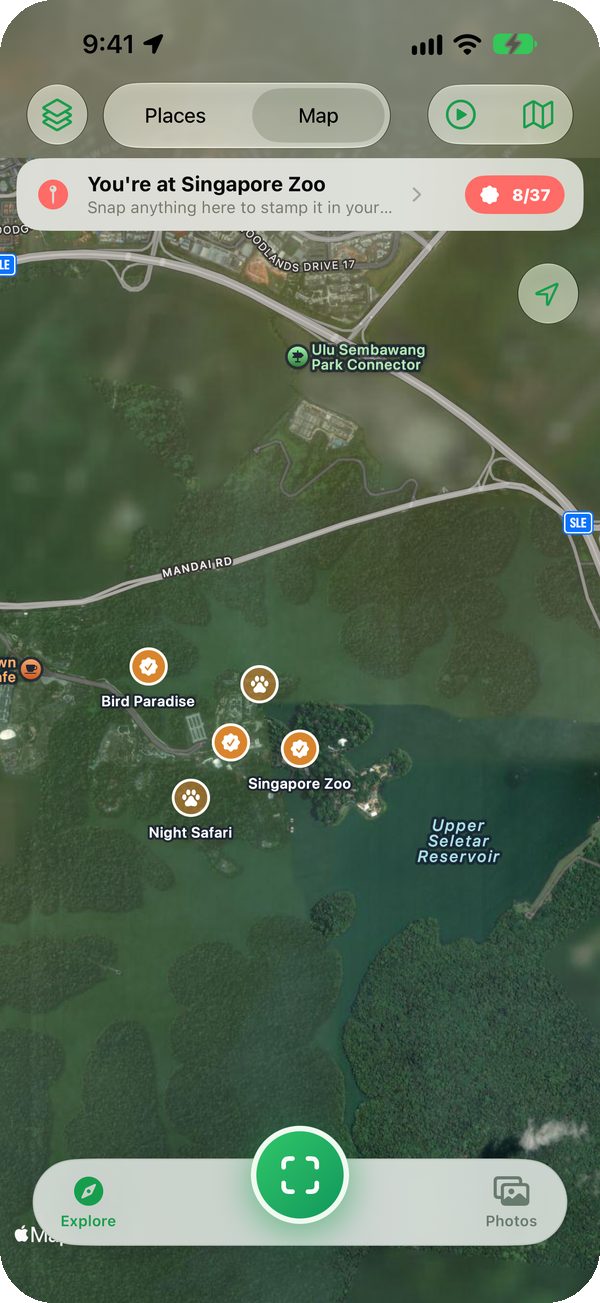 9:41
Places
Map
You're at Singapore Zoo
Snap anything here to stamp it in your...
8/37
WOODLANDS DRIVE 17
Ulu Sembawang
Park Connector
SLE
MANDAI RD
Bird Paradise
Singapore Zoo
Night Safari
Upper
Seletar
Reservoir
Explore
Photos